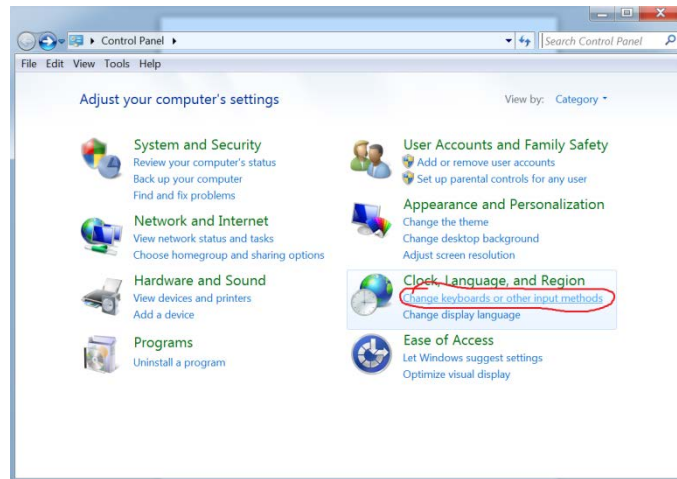 Control Panel
Search Control Panel
File Edit View Tools Help
Adjust your computer's settings
View by: Category
System and Security
Review your computer's status
Back up your computer
Find and fix problems
Network and Internet
View network status and tasks
Choose homegroup and sharing options
Hardware and Sound
View devices and printers
Add a device
Programs
Uninstall a program
User Accounts and Family Safety
Add or remove user accounts
Set up parental controls for any user
Appearance and Personalization
Change the theme
Change desktop background
Adjust screen resolution
Clock, Language, and Region
Change keyboards or other input methods
Change display language
Ease of Access
Let Windows suggest settings
Optimize visual display